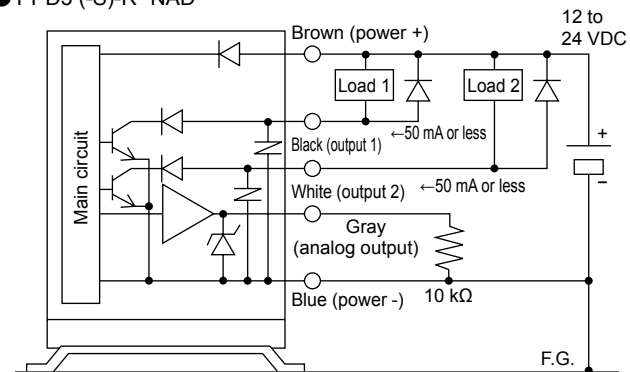 12 to
24 VDC
Brown (power +)
Load 1
Load 2
←50 mA or less
Black (output 1)
+
Main circuit
White (output 2)
←50 mA or less
−
Gray
(analog output)
Blue (power -)
10 kΩ
F.G.